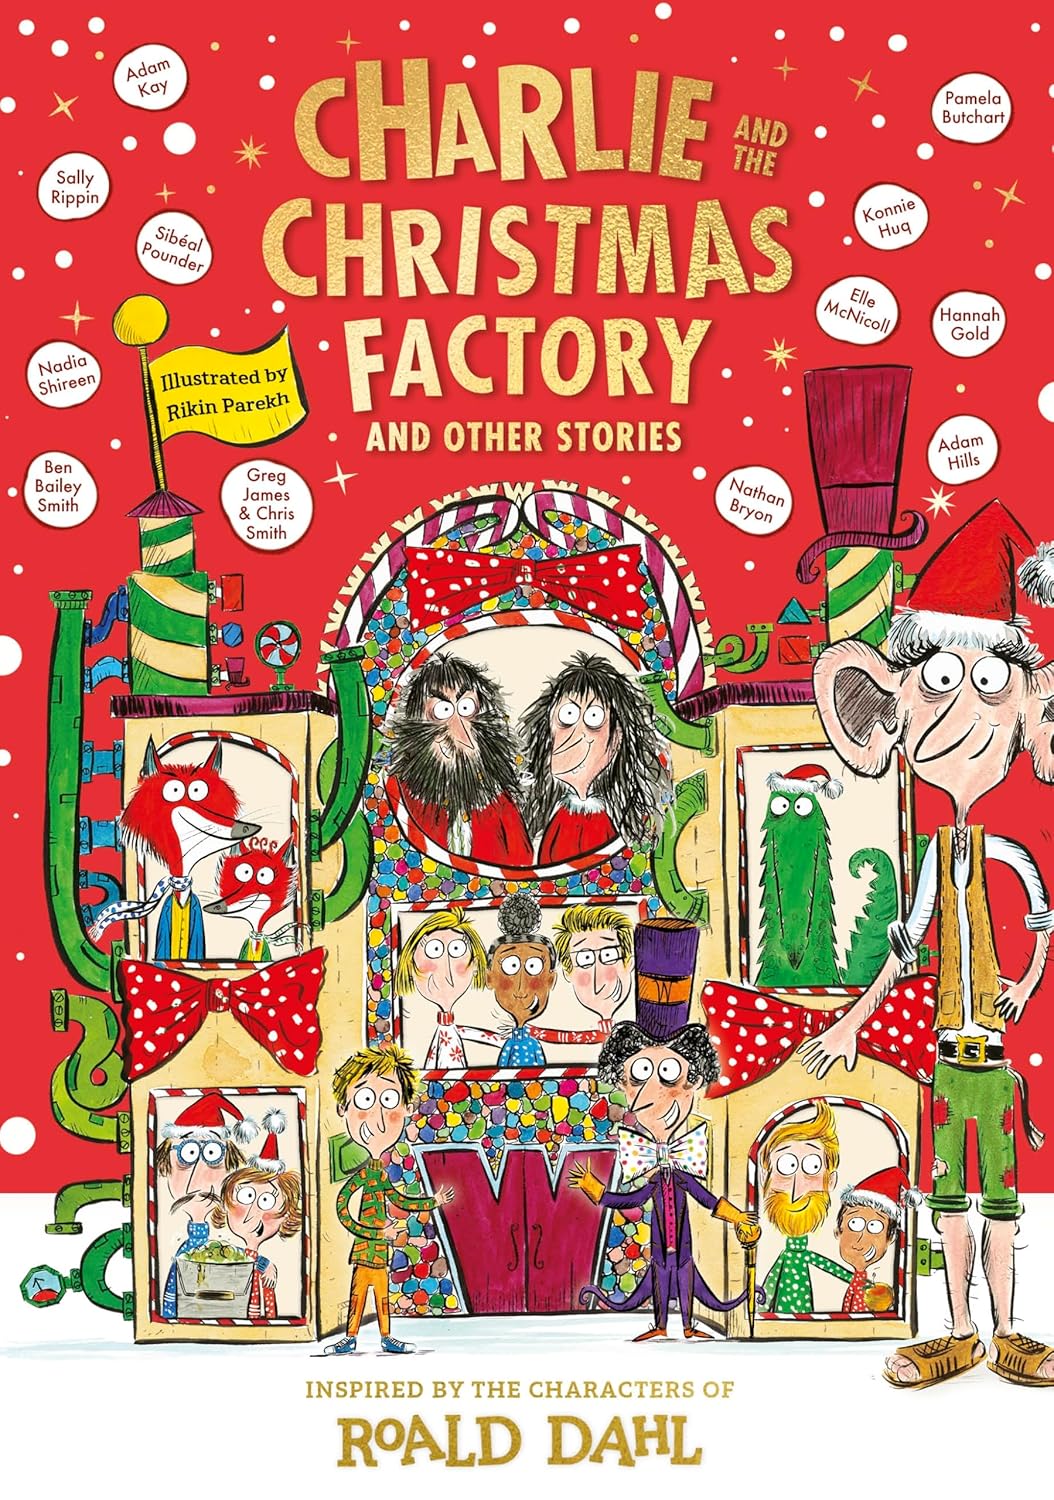 CHARLIE AND
THE
CHRISTMAS
FACTORY
AND OTHER STORIES
Adam
Kay
Sally
Rippin
Sibéal
Pounder
Nadia
Shireen
Illustrated by
Rikin Parekh
Ben
Bailey
Smith
Greg
James
& Chris
Smith
Pamela
Butchart
Konnie
Huq
Elle
McNicoll
Hannah
Gold
Adam
Hills
Nathan
Bryon
W
INSPIRED BY THE CHARACTERS OF
ROALD DAHL